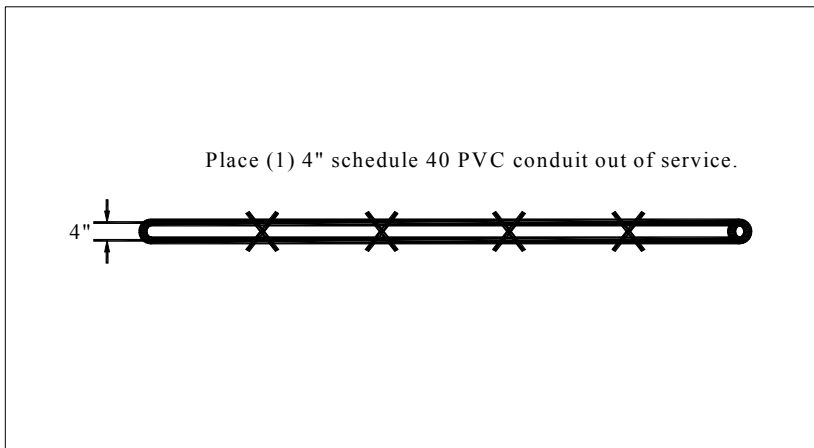 Place (1) 4" schedule 40 PVC conduit out of service.
4"